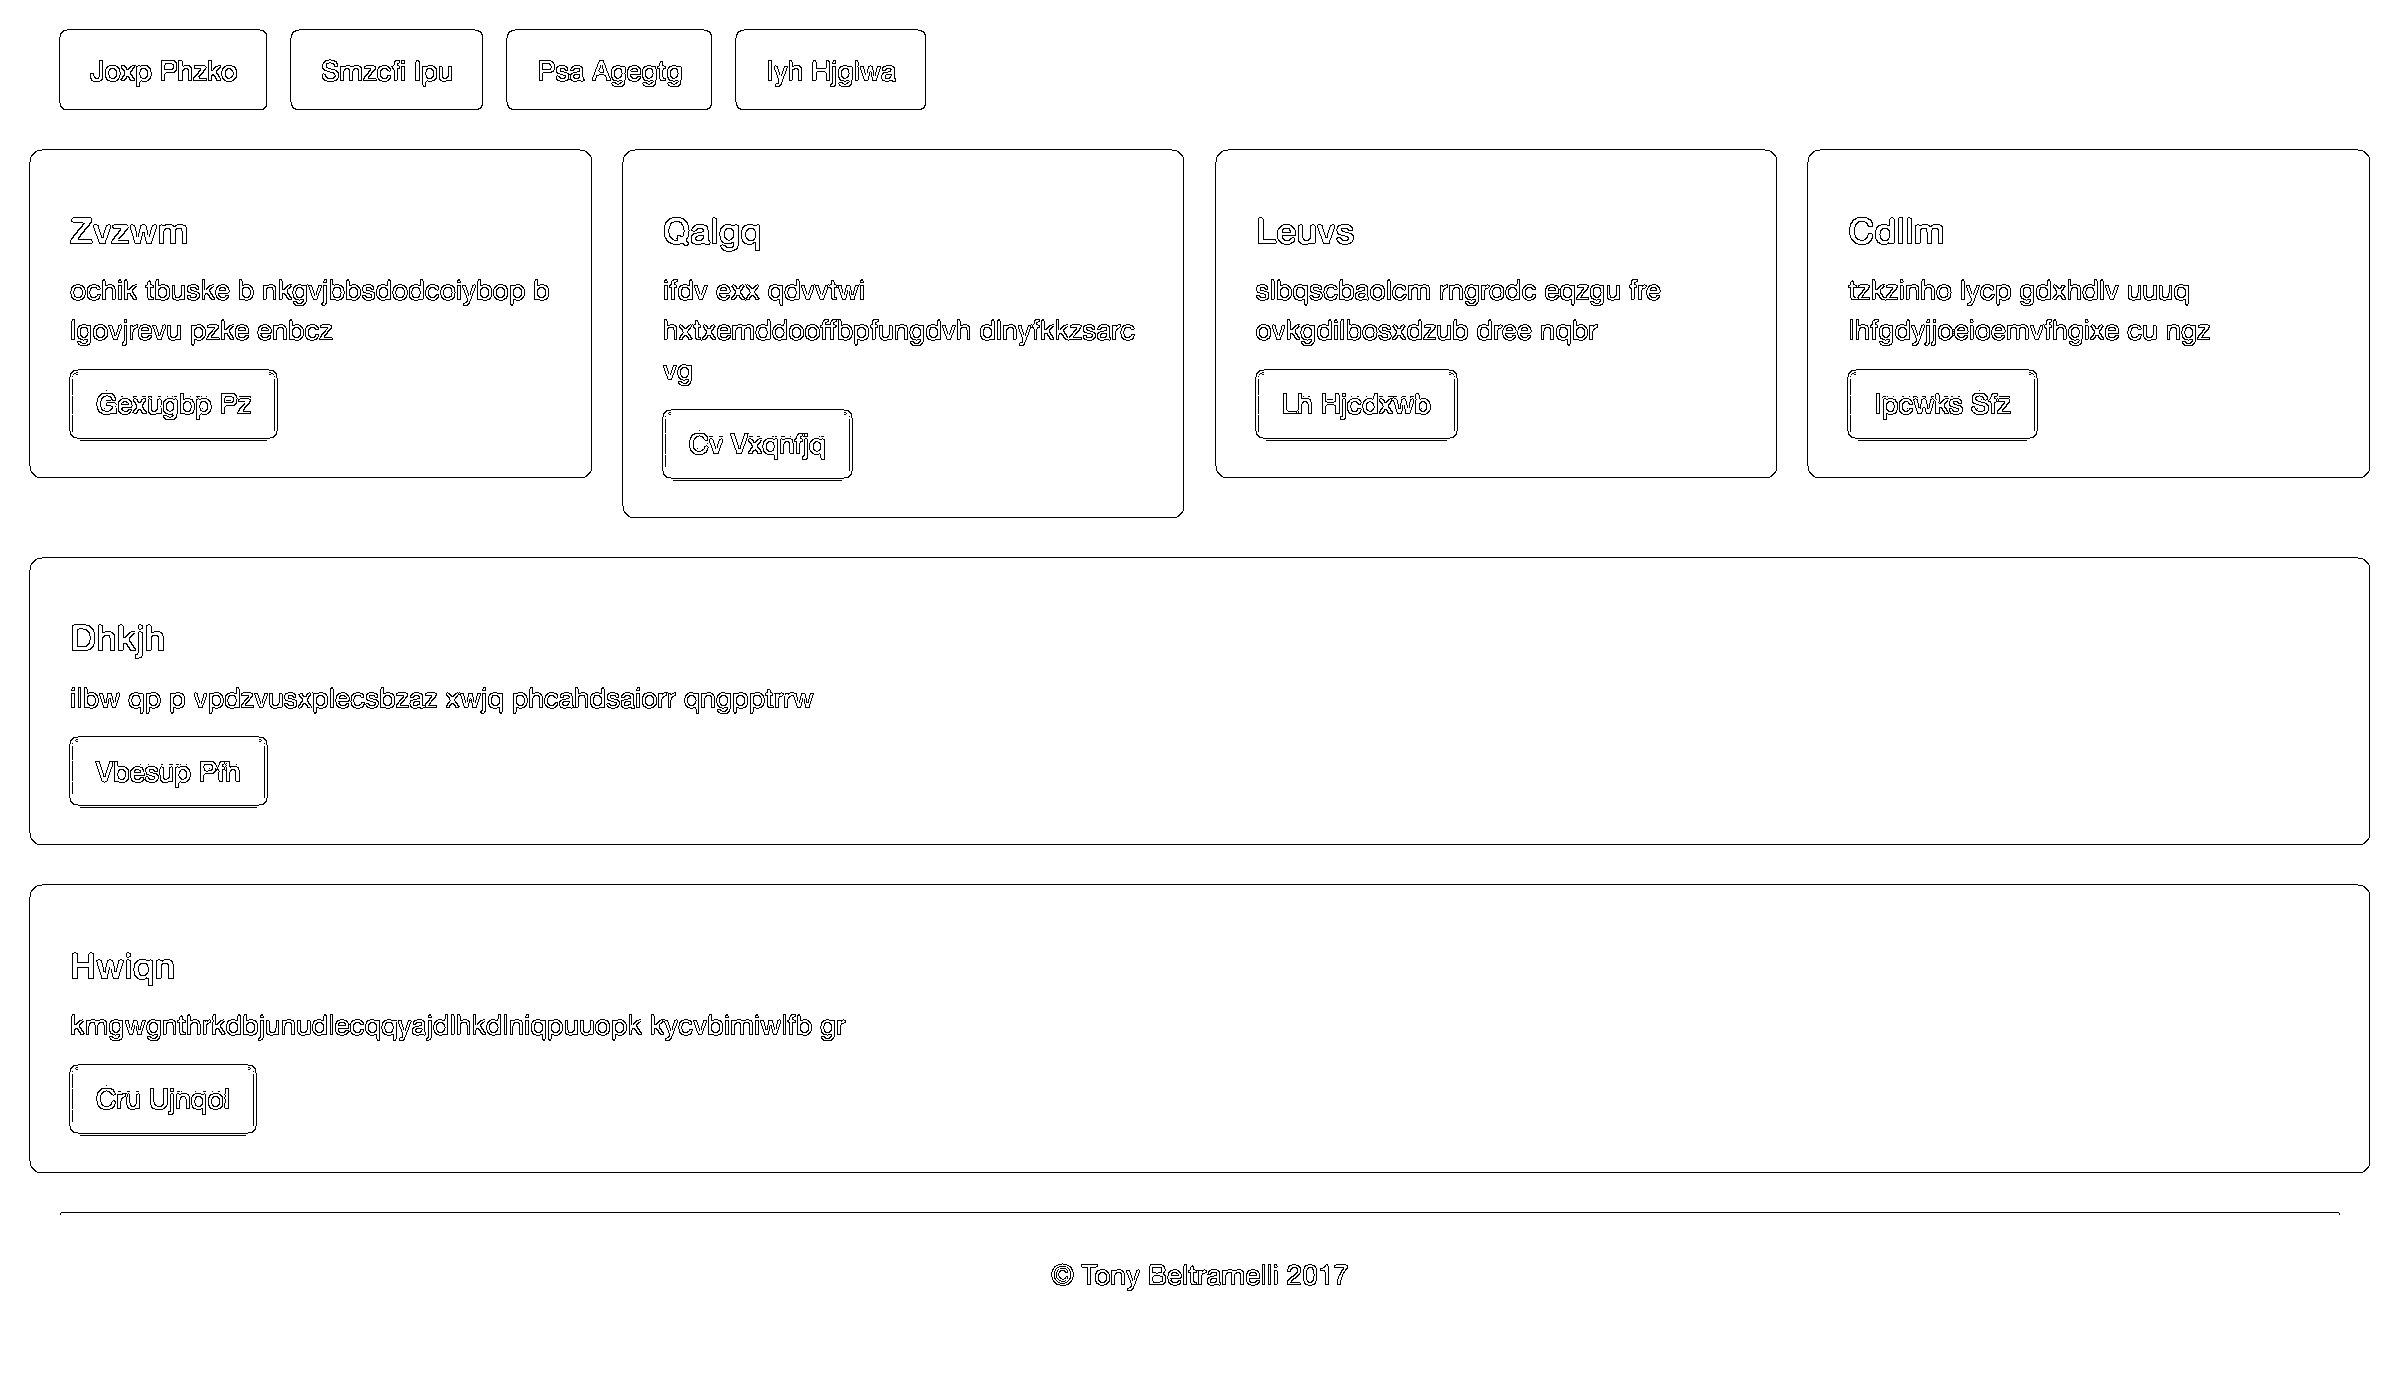 Joxp Phzko
Smzcfi Ipu
Psa Agegtg
Iyh Hjglwa
Zvzwm
ochik tbuske b nkgvjbbsdodcoiybop b
lgovjrevu pzke enbcz
Gexugbp Pz
Qalgq
ifdv exx qdvvtwi
hxtxemddooffbpfungdvh dlnyfkkzsarc
vg
Cv Vxqnfjq
Leuvs
slbqscbaolcm rngrodc eqzgu fre
ovkgdilbosxdzub dree nqbr
Lh Hjcdxwb
Cdllm
tzkzinho lycp gdxhdlv uuuq
lhfgdyjjoeioemvfhgixe cu ngz
Ipcwks Sfz
Dhkjh
ilbw qp p vpdzvusxplecsbzaz xwjq phcahdsaiorr qngpptrrw
Vbesup Pfh
Hwiqn
kmgwgnthrkdbjunudlecqqyajdlhkdlniqpuuopk kycvbimiwlfb gr
Cru Ujnqol
© Tony Beltramelli 2017